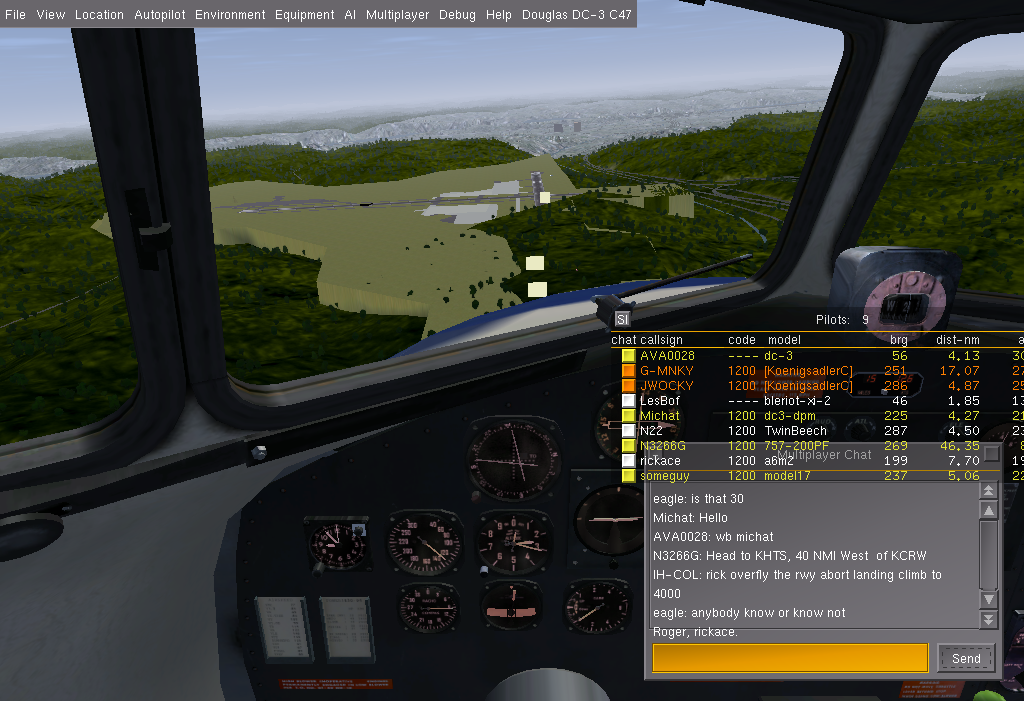 File View Location Autopilot Environment Equipment AI Multiplayer Debug Help Douglas DC-3 C47
SI Pilots: 9
chat callsign code model brg dist-nm
AVA0028 ---- dc-3 56 4.13
G-MNKY 1200 [KoenigsadlerC] 251 17.07
JWOCKY 1200 [KoenigsadlerC] 286 4.87
LesBof ---- bleriot-xi-2 46 1.85
Michat 1200 dc3-dpm 225 4.27
N22 1200 TwinBeech 287 4.50
N3266G 1200 757-200PF 269 46.35
rickace 1200 a6m2 199 7.70
someguy 1200 model17 237 5.06
Multiplayer Chat
eagle: is that 30
Michat: Hello
AVA0028: wb michat
N3266G: Head to KHTS, 40 NMI West of KCRW
IH-COL: rick overfly the rwy abort landing climb to
4000
eagle: anybody know or know not
Roger, rickace.
Send